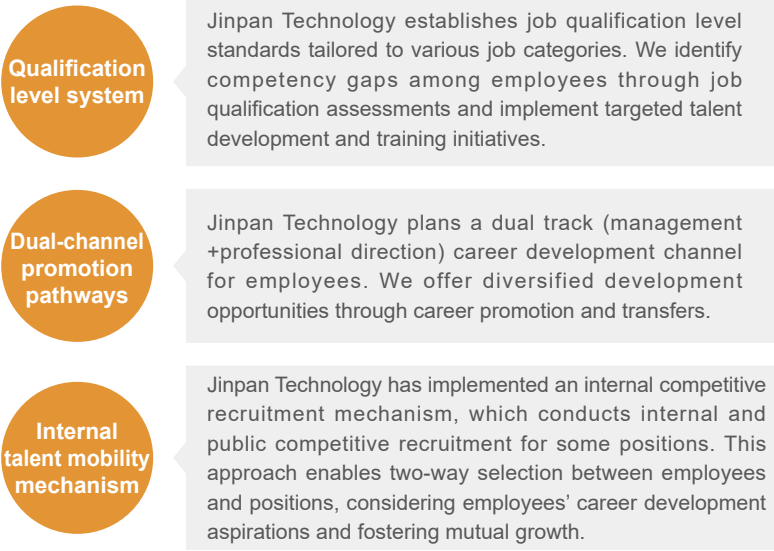 Qualification
level system
Jinpan Technology establishes job qualification level
standards tailored to various job categories. We identify
competency gaps among employees through job
qualification assessments and implement targeted talent
development and training initiatives.
Dual-channel
promotion
pathways
Jinpan Technology plans a dual track (management
+professional direction) career development channel
for employees. We offer diversified development
opportunities through career promotion and transfers.
Internal
talent mobility
mechanism
Jinpan Technology has implemented an internal competitive
recruitment mechanism, which conducts internal and
public competitive recruitment for some positions. This
approach enables two-way selection between employees
and positions, considering employees’ career development
aspirations and fostering mutual growth.